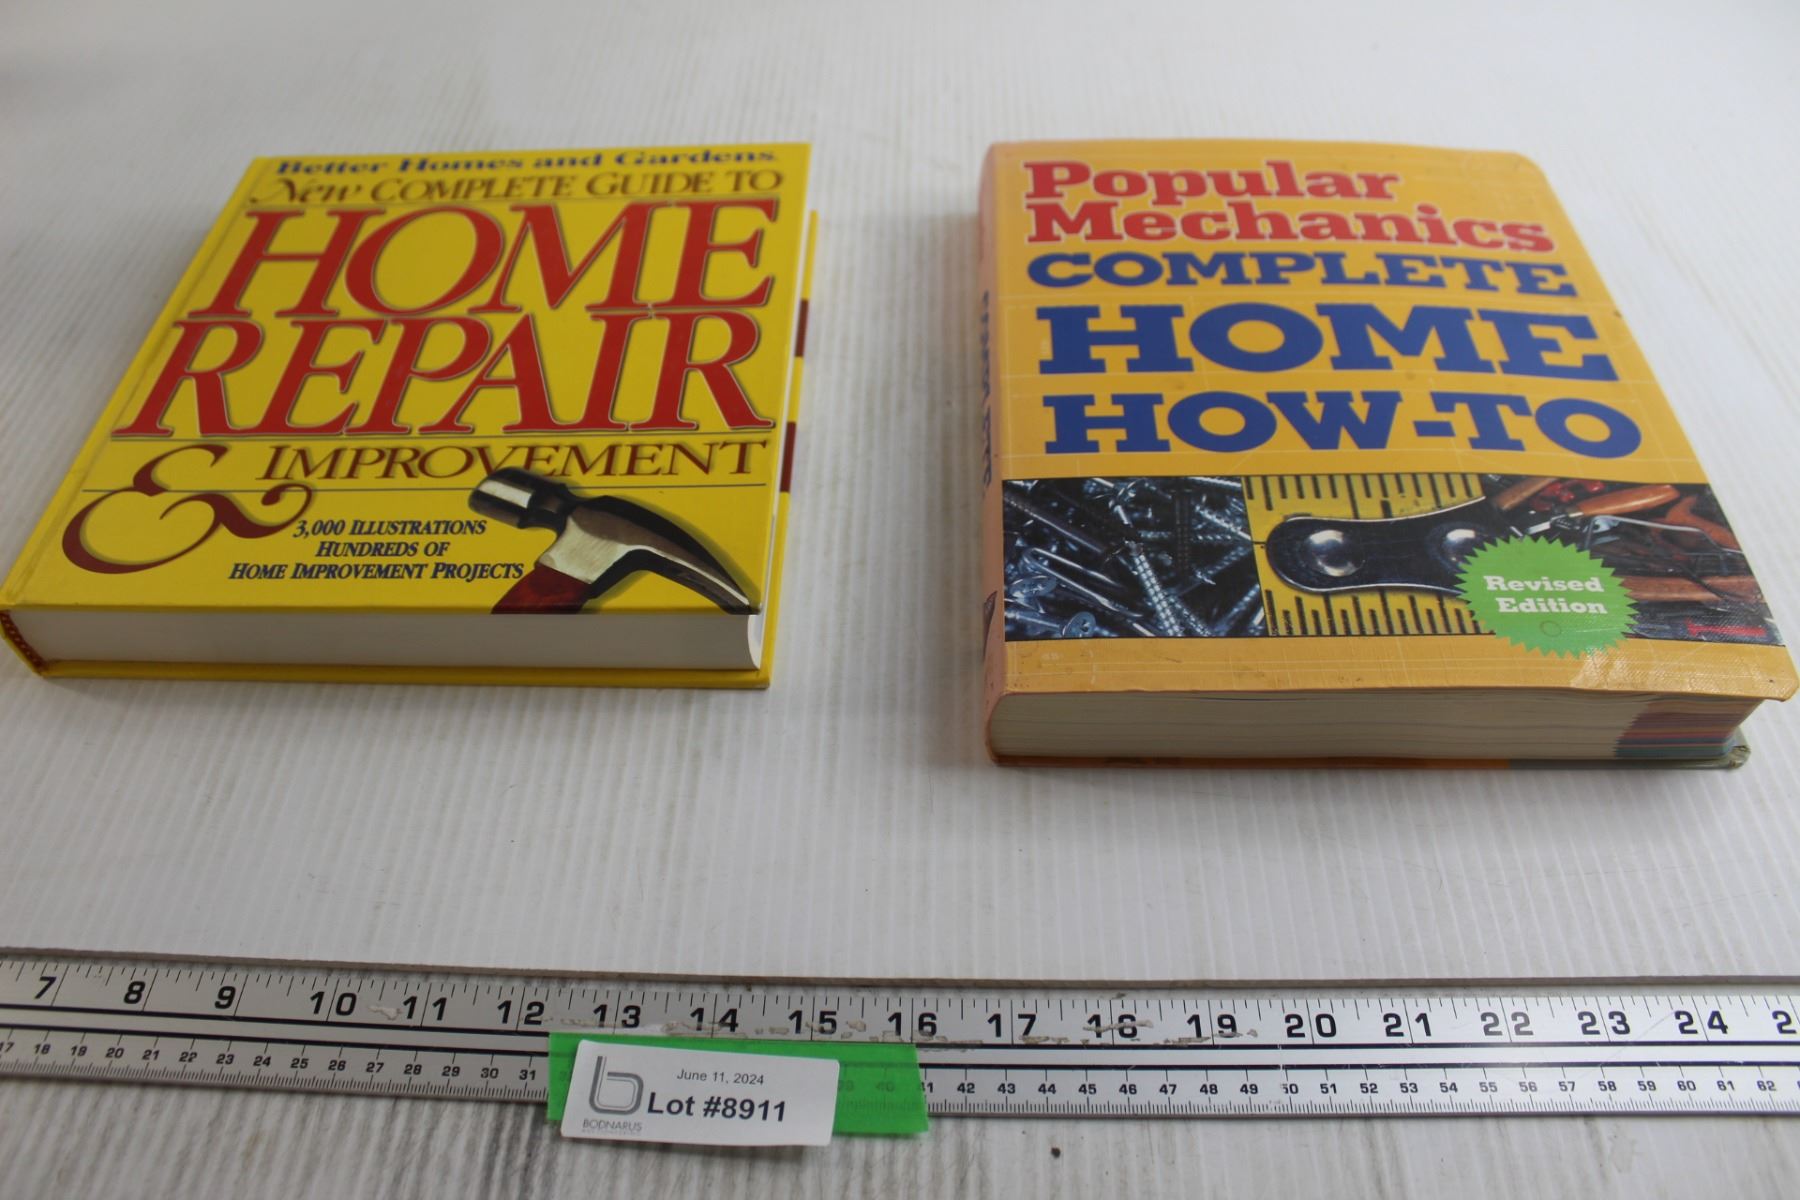 Better Homes and Gardens
New COMPLETE GUIDE TO
HOME
REPAIR
& IMPROVEMENT
3,000 ILLUSTRATIONS
HUNDREDS OF
HOME IMPROVEMENT PROJECTS
Popular
Mechanics
COMPLETE
HOME
HOW-TO
Revised
Edition
7 8 9 10 11 12 13 14 15 16 17 18 19 20 21 22 23 24
17 18 19 20 21 22 23 24 25 26 27 28 29 30 31 39 40 41 42 43 44 45 46 47 48 49 50 51 52 53 54 55 56 57 58 59 60 61 62
June 11, 2024
b Lot #8911
BODNARUS